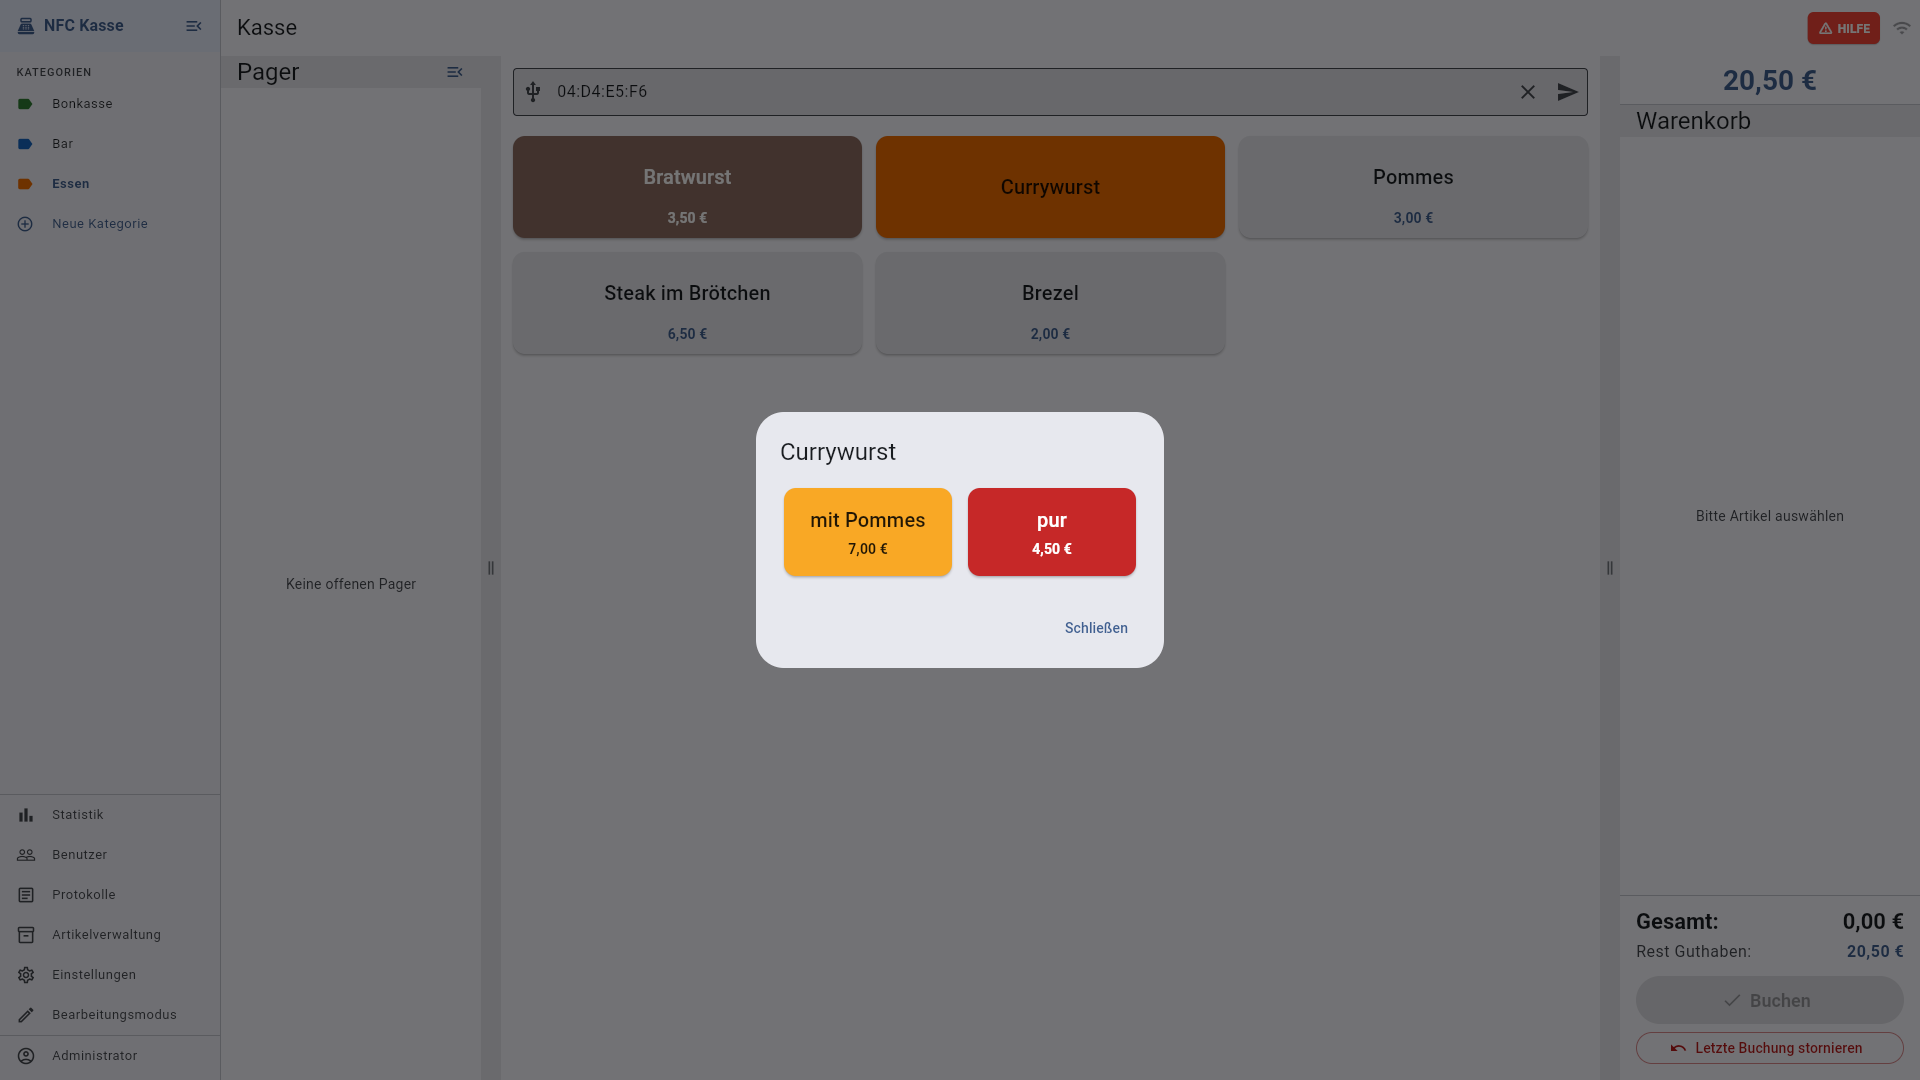 NFC Kasse
KATEGORIEN
Bonkasse
Bar
Essen
Neue Kategorie
Statistik
Benutzer
Protokolle
Artikelverwaltung
Einstellungen
Bearbeitungsmodus
Administrator
Kasse
HILFE
Pager
Keine offenen Pager
04:D4:E5:F6
Bratwurst
3,50 €
Currywurst
Pommes
3,00 €
Steak im Brötchen
6,50 €
Brezel
2,00 €
Currywurst
mit Pommes
7,00 €
pur
4,50 €
Schließen
20,50 €
Warenkorb
Bitte Artikel auswählen
Gesamt: 0,00 €
Rest Guthaben: 20,50 €
Buchen
Letzte Buchung stornieren